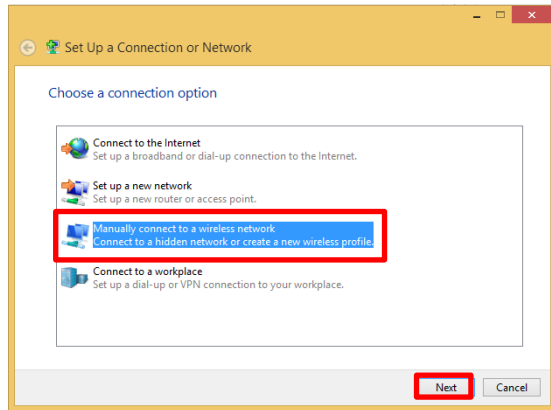 Set Up a Connection or Network
Choose a connection option
Connect to the Internet
Set up a broadband or dial-up connection to the Internet.
Set up a new network
Set up a new router or access point.
Manually connect to a wireless network
Connect to a hidden network or create a new wireless profile.
Connect to a workplace
Set up a dial-up or VPN connection to your workplace.
Next Cancel